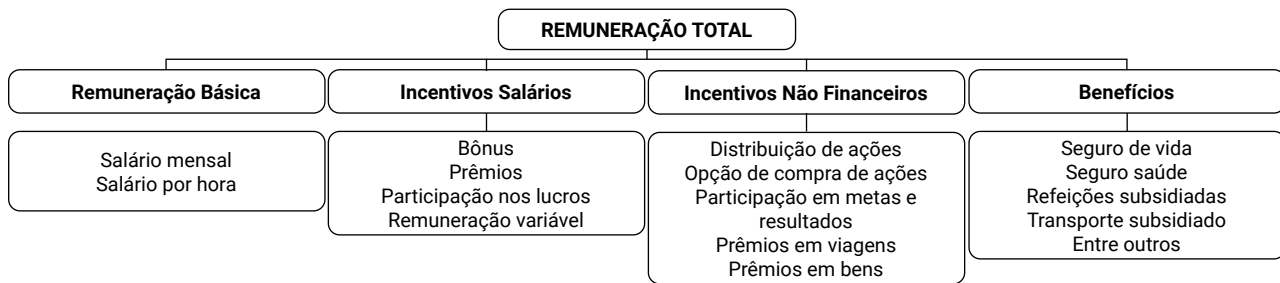 REMUNERAÇÃO TOTAL
Remuneração Básica
Salário mensal
Salário por hora
Incentivos Salários
Bônus
Prêmios
Participação nos lucros
Remuneração variável
Incentivos Não Financeiros
Distribuição de ações
Opção de compra de ações
Participação em metas e
resultados
Prêmios em viagens
Prêmios em bens
Benefícios
Seguro de vida
Seguro saúde
Refeições subsidiadas
Transporte subsidiado
Entre outros